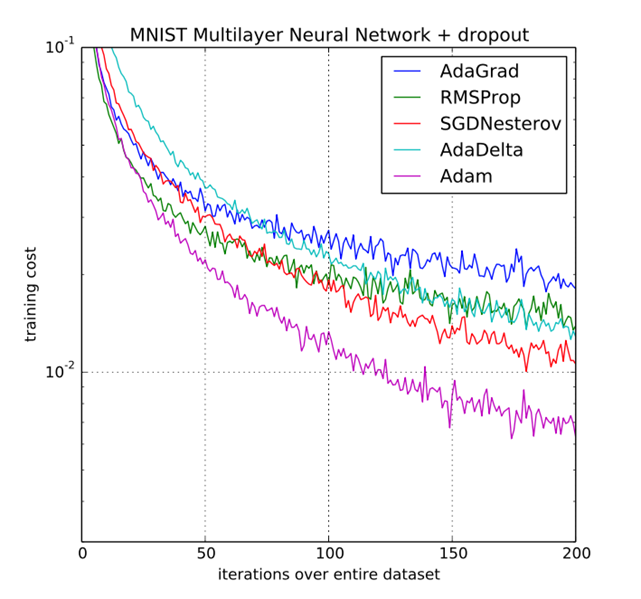 MNIST Multilayer Neural Network + dropout
10⁻¹
AdaGrad
RMSProp
SGDNesterov
AdaDelta
Adam
training cost
10⁻²
0 50 100 150 200
iterations over entire dataset